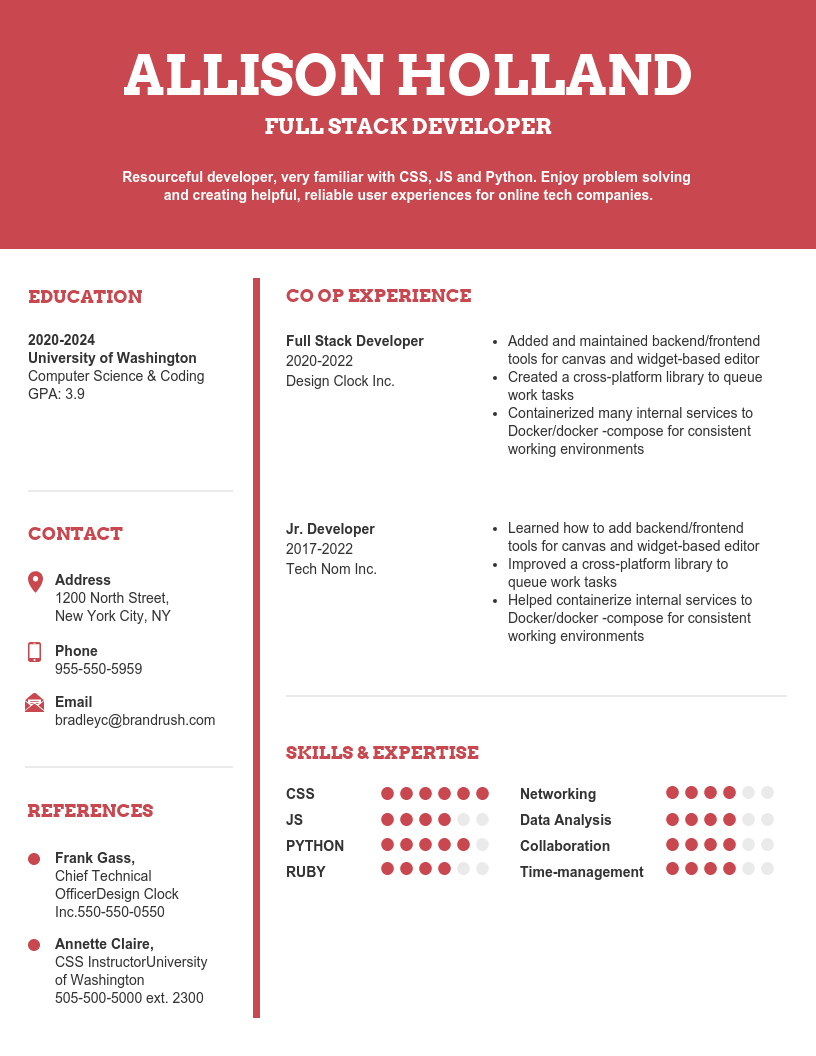 ALLISON HOLLAND
FULL STACK DEVELOPER
Resourceful developer, very familiar with CSS, JS and Python. Enjoy problem solving
and creating helpful, reliable user experiences for online tech companies.
EDUCATION
2020-2024
University of Washington
Computer Science & Coding
GPA: 3.9
CONTACT
Address
1200 North Street,
New York City, NY
Phone
955-550-5959
Email
bradleyc@brandrush.com
REFERENCES
Frank Gass,
Chief Technical
OfficerDesign Clock
Inc.550-550-0550
Annette Claire,
CSS InstructorUniversity
of Washington
505-500-5000 ext. 2300
CO OP EXPERIENCE
Full Stack Developer
2020-2022
Design Clock Inc.
• Added and maintained backend/frontend
tools for canvas and widget-based editor
• Created a cross-platform library to queue
work tasks
• Containerized many internal services to
Docker/docker -compose for consistent
working environments
Jr. Developer
2017-2022
Tech Nom Inc.
• Learned how to add backend/frontend
tools for canvas and widget-based editor
• Improved a cross-platform library to
queue work tasks
• Helped containerize internal services to
Docker/docker -compose for consistent
working environments
SKILLS & EXPERTISE
CSS
JS
PYTHON
RUBY
Networking
Data Analysis
Collaboration
Time-management